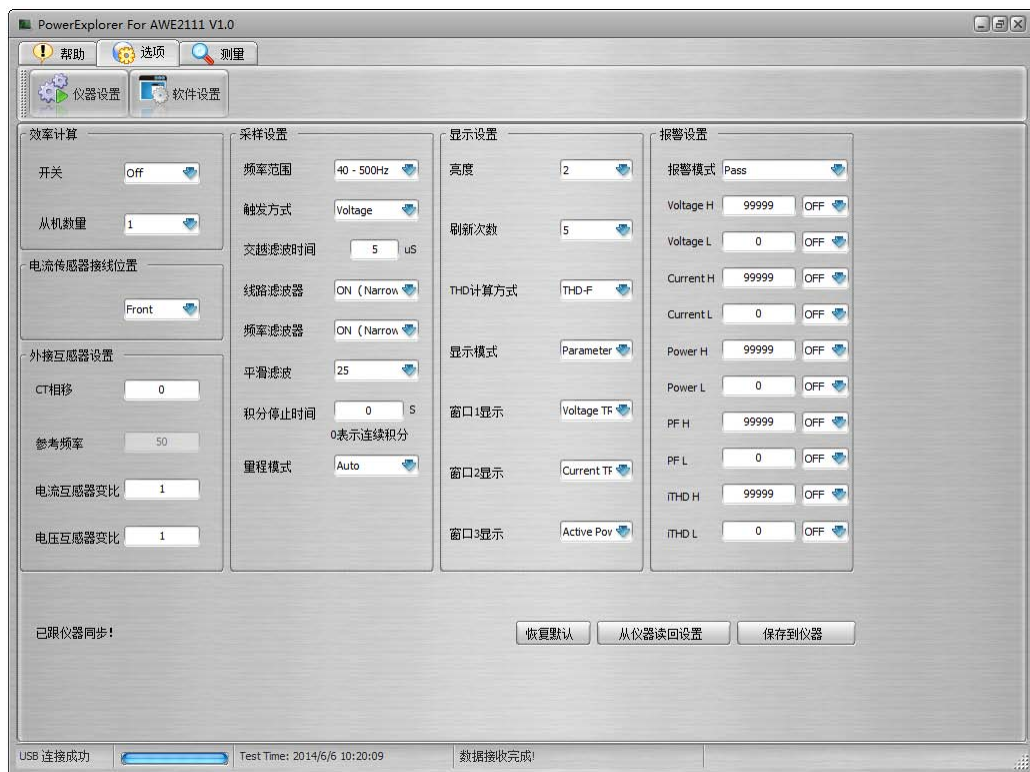 PowerExplorer For AWE2111 V1.0
帮助 选项 测量
仪器设置 软件设置
效率计算
开关 Off
从机数量 1
电流传感器接线位置
Front
外接互感器设置
CT相移 0
参考频率 50
电流互感器变比 1
电压互感器变比 1
采样设置
频率范围 40 - 500Hz
触发方式 Voltage
交越滤波时间 5 uS
线路滤波器 ON (Narrow
频率滤波器 ON (Narrow
平滑滤波 25
积分停止时间 0 S
0表示连续积分
量程模式 Auto
显示设置
亮度 2
刷新次数 5
THD计算方式 THD-F
显示模式 Parameter
窗口1显示 Voltage TR
窗口2显示 Current TF
窗口3显示 Active Pov
报警设置
报警模式 Pass
Voltage H 99999 OFF
Voltage L 0 OFF
Current H 99999 OFF
Current L 0 OFF
Power H 99999 OFF
Power L 0 OFF
PF H 99999 OFF
PF L 0 OFF
iTHD H 99999 OFF
iTHD L 0 OFF
已跟仪器同步!
恢复默认 从仪器读回设置 保存到仪器
USB 连接成功 Test Time: 2014/6/6 10:20:09 数据接收完成!